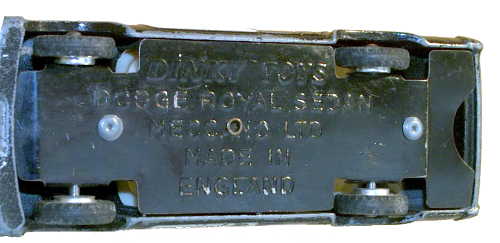 DINKY TOYS
DODGE ROYAL SEDAN
MECCANO LTD
MADE IN
ENGLAND